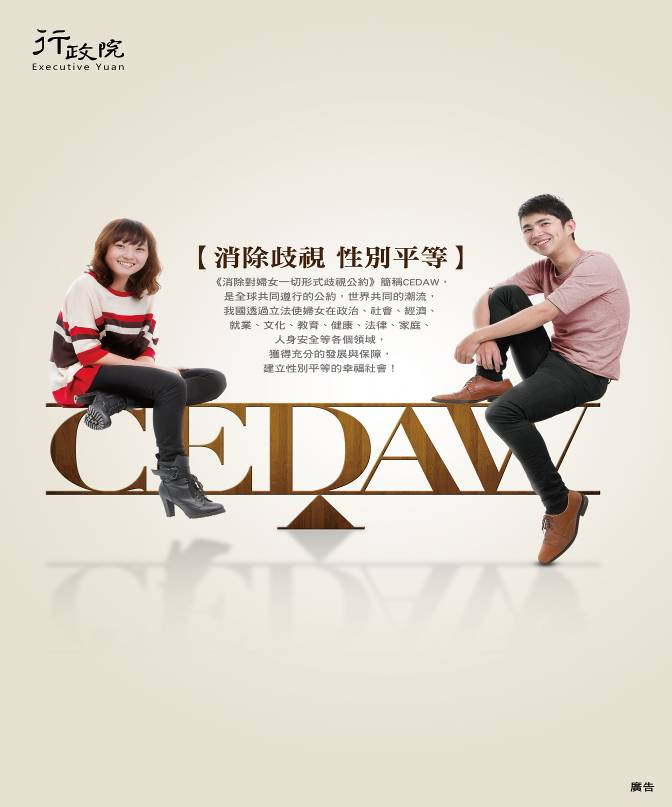 行政院
Executive Yuan
【消除歧視 性別平等】
《消除對婦女一切形式歧視公約》簡稱CEDAW，
是全球共同遵行的公約，世界共同的潮流，
我國透過立法使婦女在政治、社會、經濟、
就業、文化、教育、健康、法律、家庭、
人身安全等各個領域，
獲得充分的發展與保障，
建立性別平等的幸福社會！
CEDAW
廣告